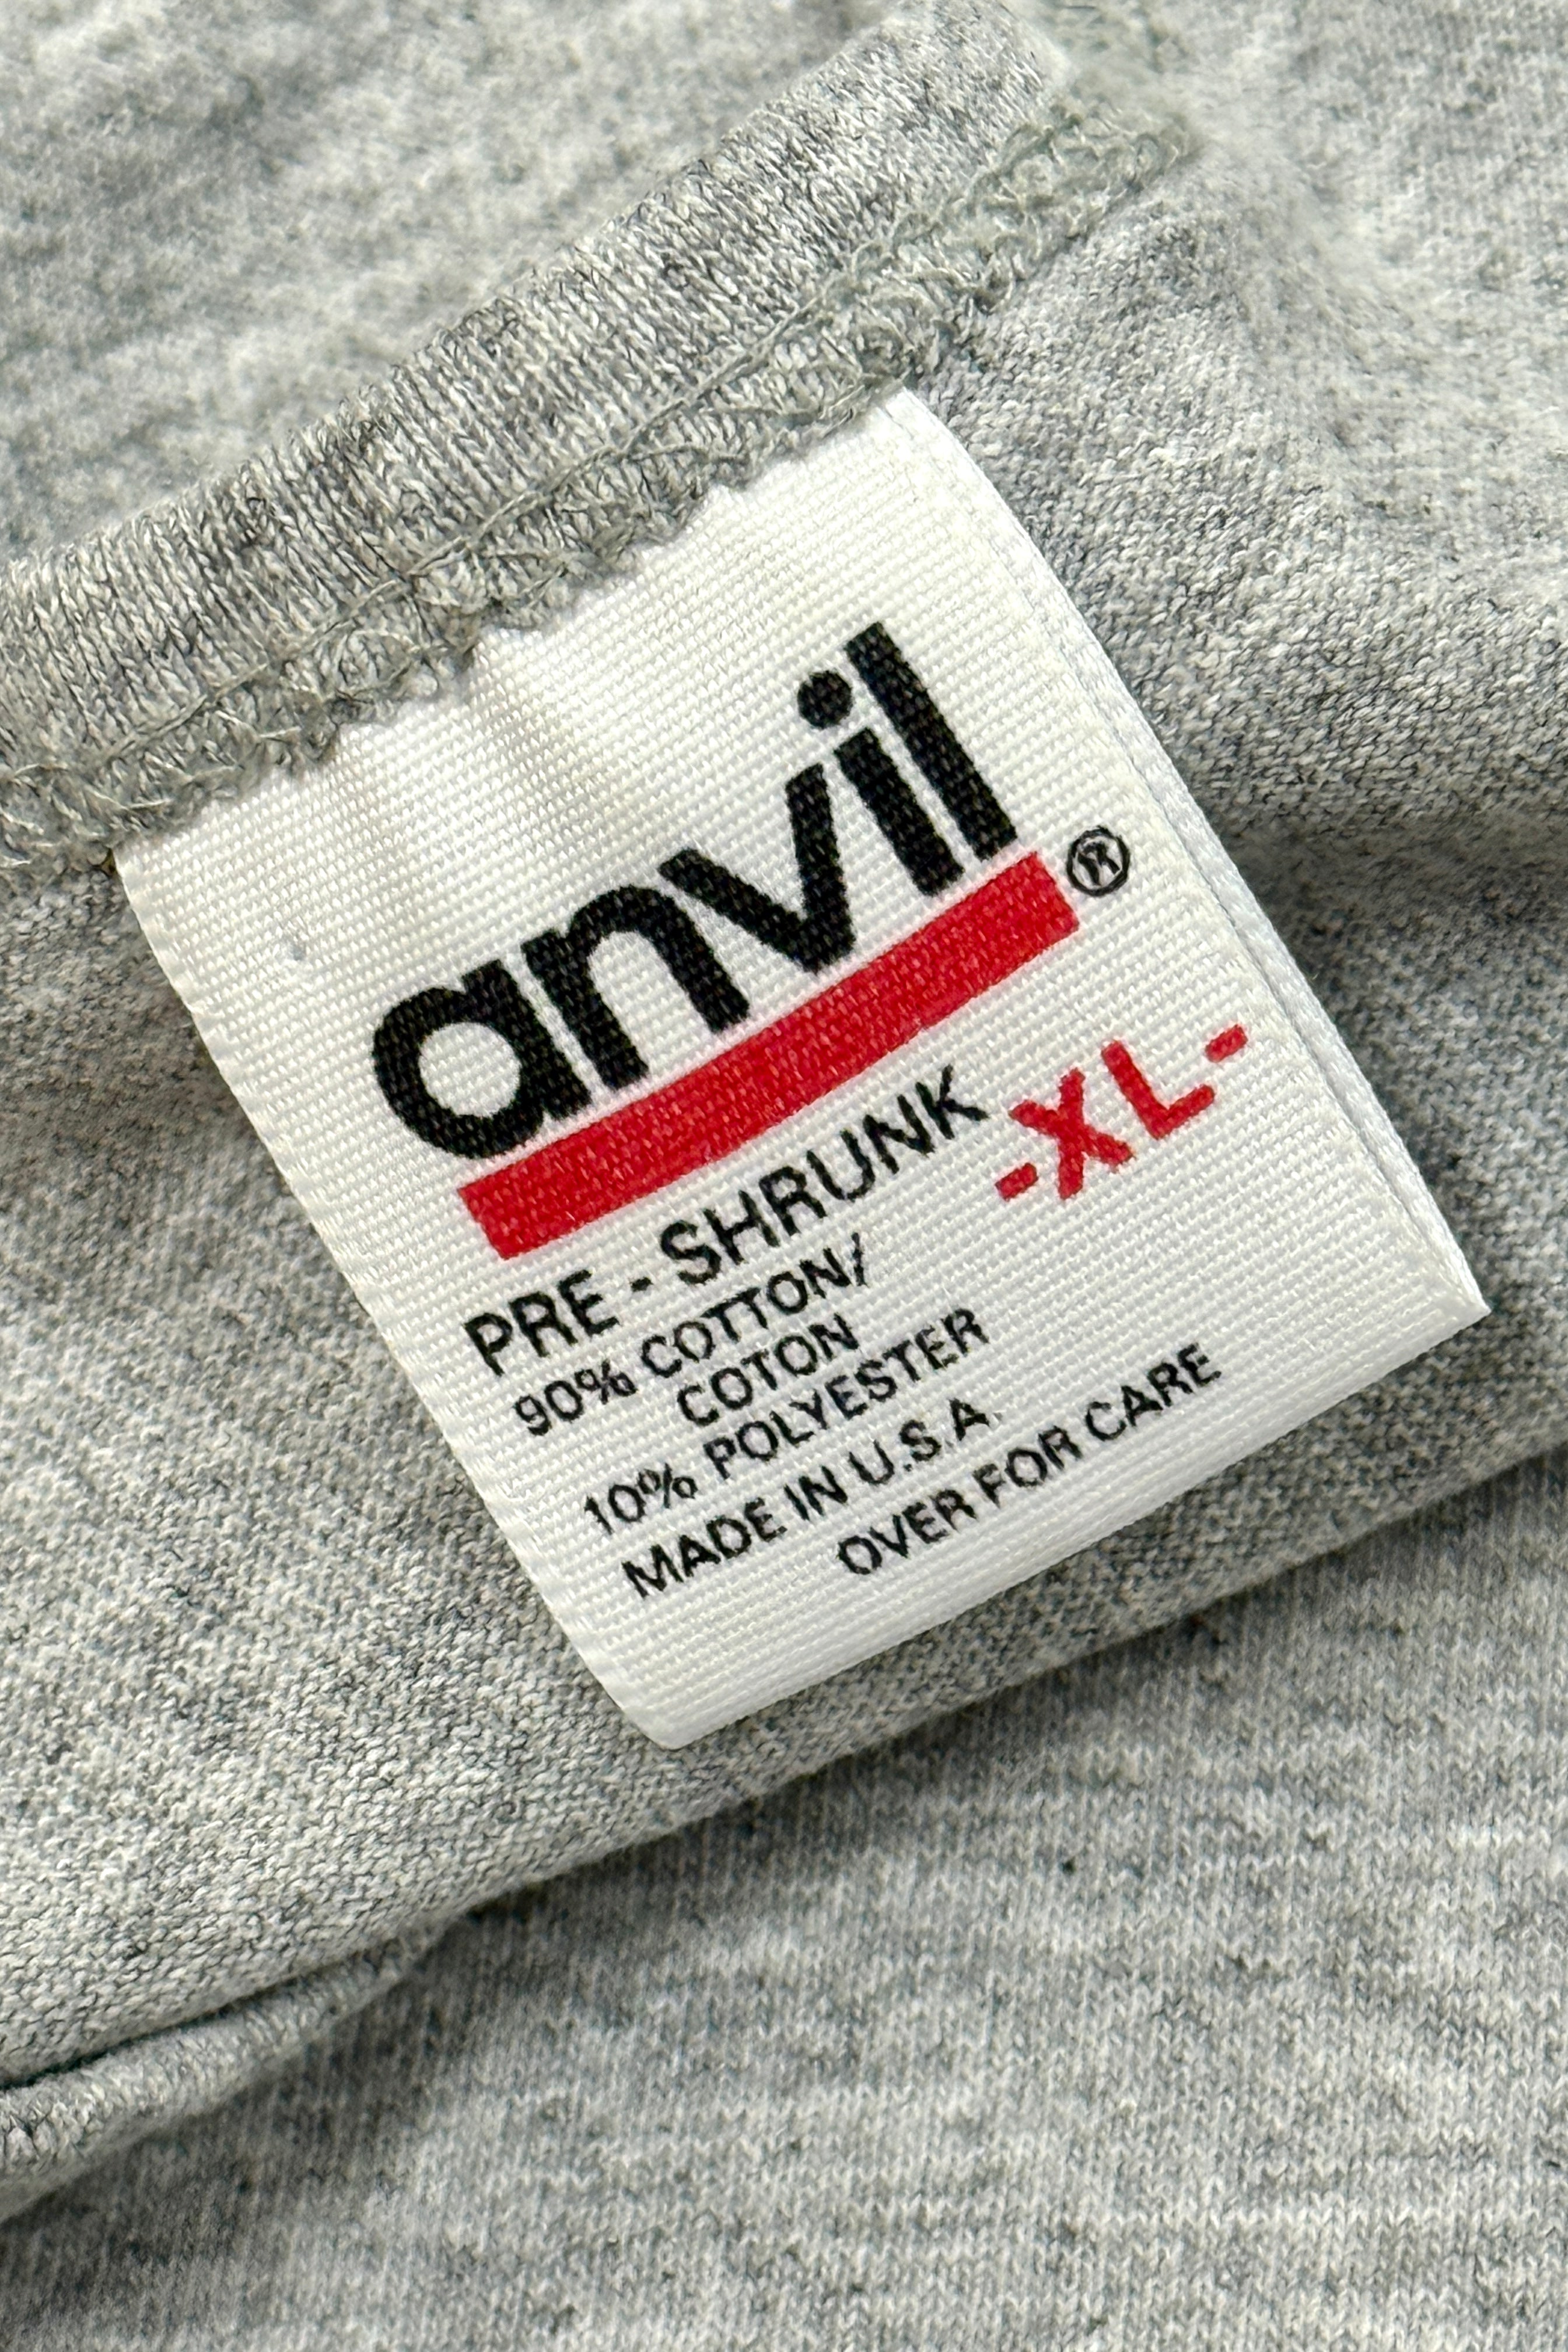 anvil®
PRE - SHRUNK -XL-
90% COTTON/
COTON
10% POLYESTER
MADE IN U.S.A.
OVER FOR CARE